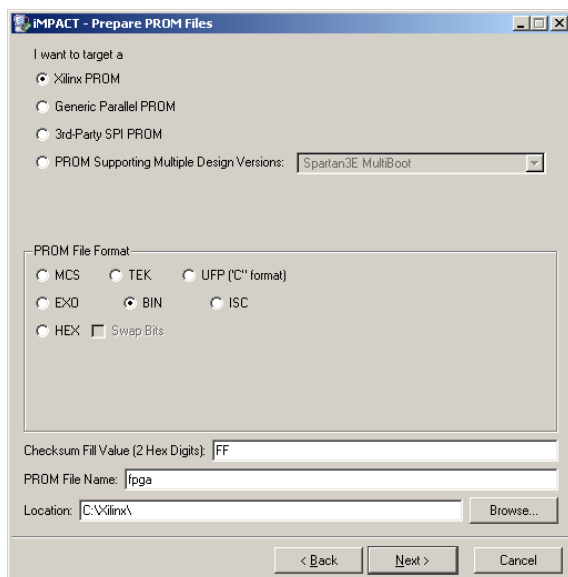 iMPACT - Prepare PROM Files
I want to target a
Xilinx PROM
Generic Parallel PROM
3rd-Party SPI PROM
PROM Supporting Multiple Design Versions: Spartan3E MultiBoot
PROM File Format
MCS TEK UFP ("C" format)
EXO BIN ISC
HEX Swap Bits
Checksum Fill Value (2 Hex Digits): FF
PROM File Name: fpga
Location: C:\Xilinx\ Browse...
< Back Next > Cancel